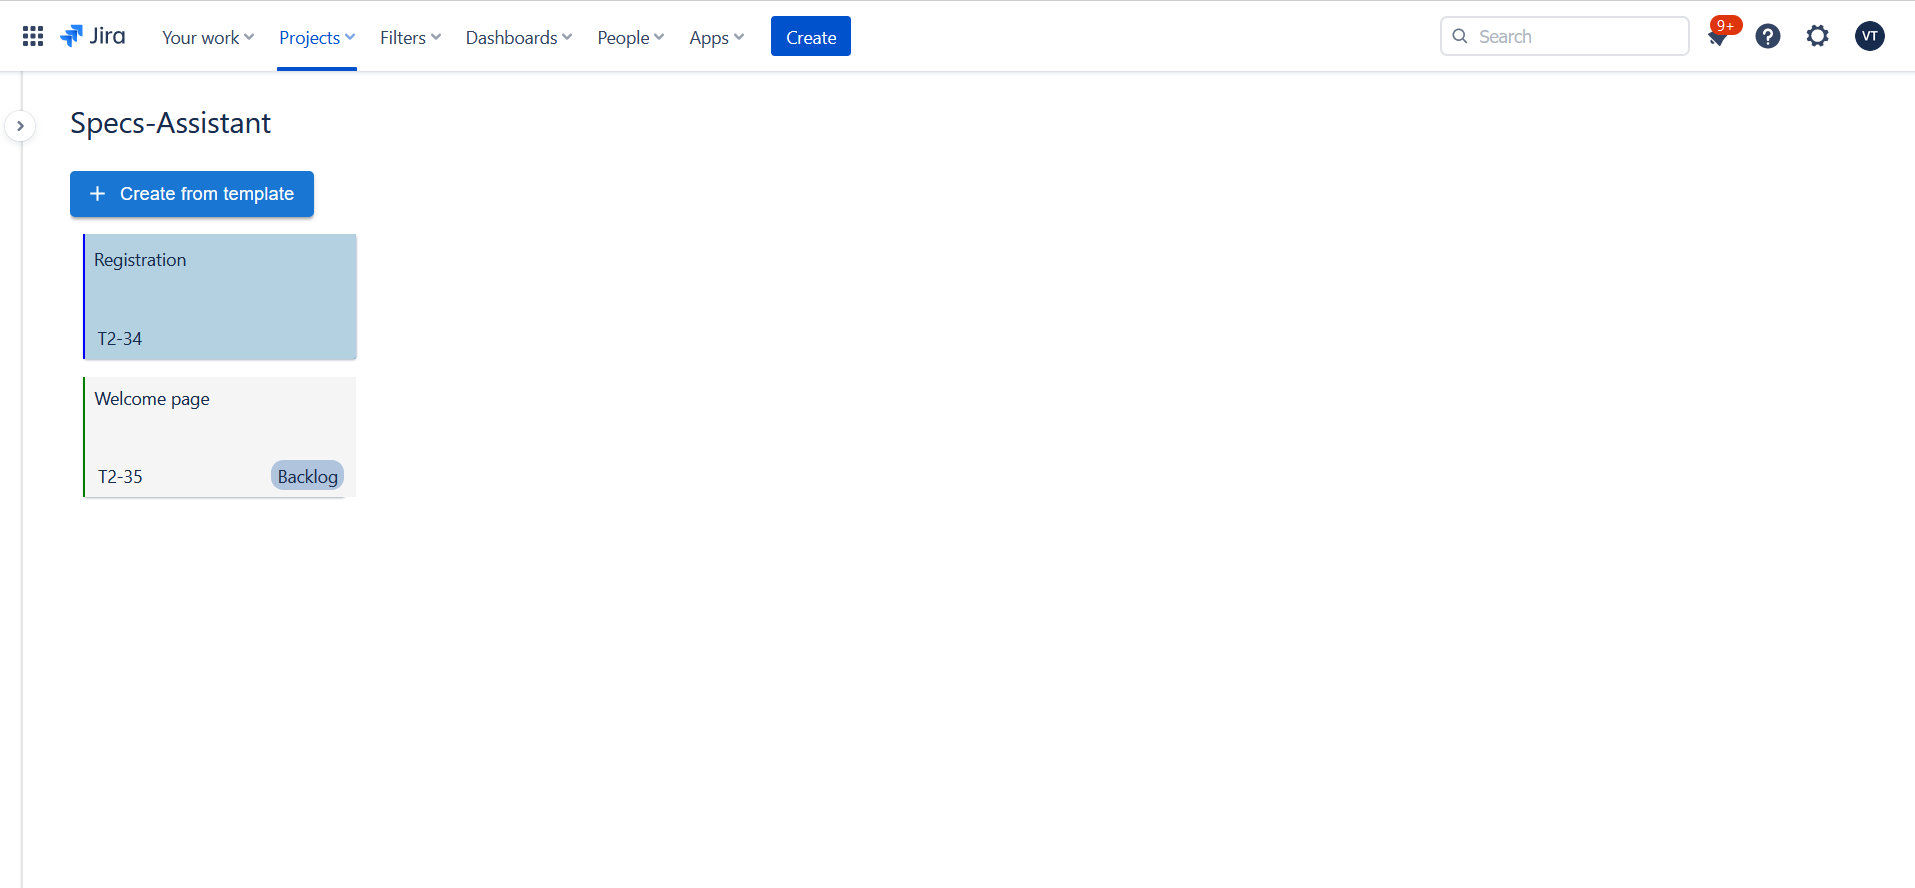 Jira Your work Projects Filters Dashboards People Apps Create Search 9+ VT
Specs-Assistant
+ Create from template
Registration
T2-34
Welcome page
T2-35 Backlog